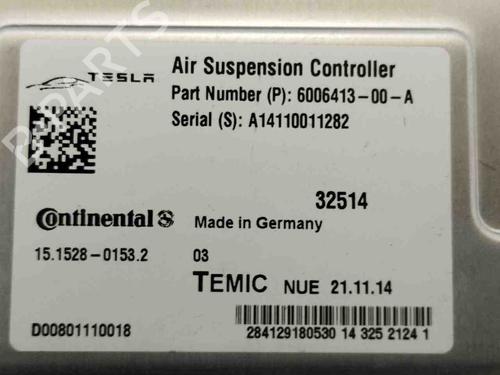 B-PARTS
TESLA
Air Suspension Controller
Part Number (P): 6006413-00-A
Serial (S): A14110011282
32514
Continental
Made in Germany
15.1528-0153.2
03
TEMIC NUE 21.11.14
D00801110018
284129180530 14 325 2124 1